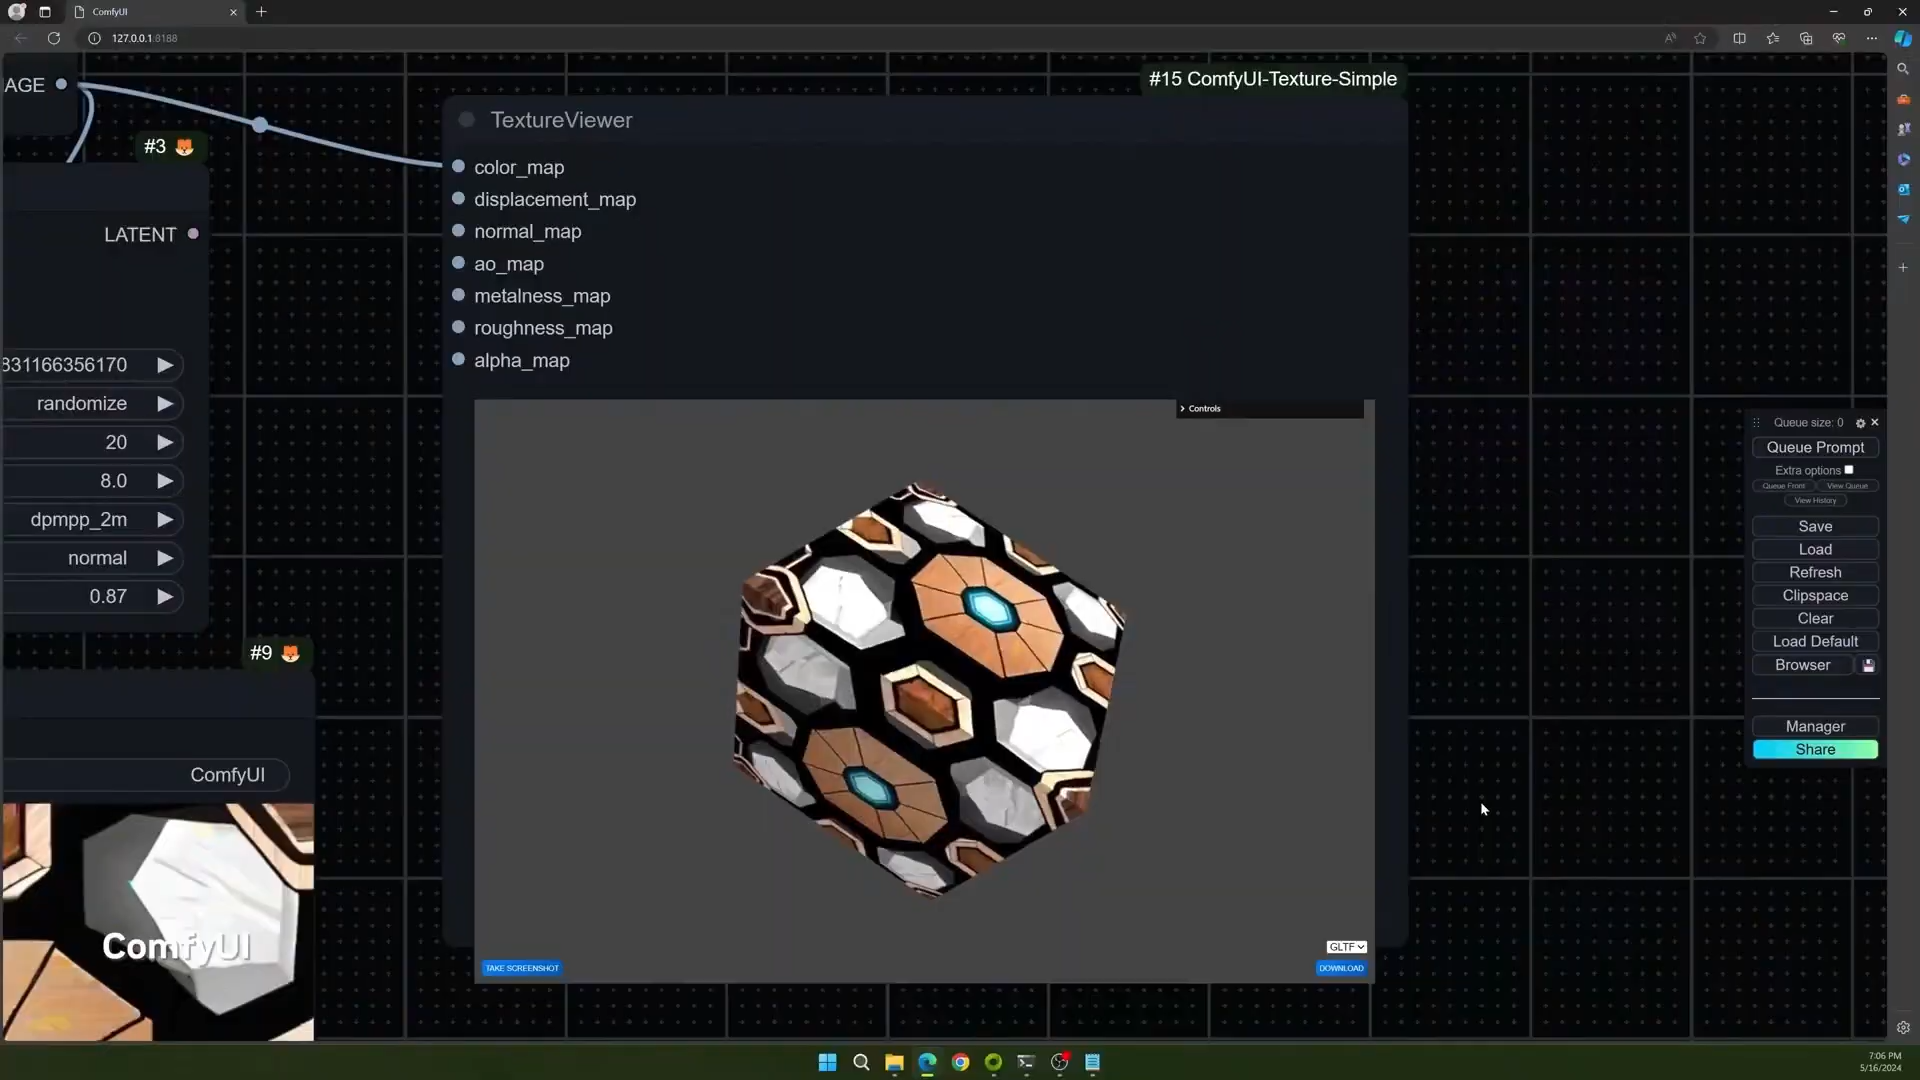 ComfyUI
127.0.0.1:8188
AGE
#15 ComfyUI-Texture-Simple
TextureViewer
#3
color_map
displacement_map
LATENT
normal_map
ao_map
metalness_map
roughness_map
alpha_map
831166356170
randomize
20
8.0
dpmpp_2m
normal
0.87
#9
ComfyUI
ComfyUI
Controls
GLTF
TAKE SCREENSHOT
DOWNLOAD
Queue size: 0
Queue Prompt
Extra options
Queue Front
View Queue
View History
Save
Load
Refresh
Clipspace
Clear
Load Default
Browser
Manager
Share
7:06 PM
5/16/2024